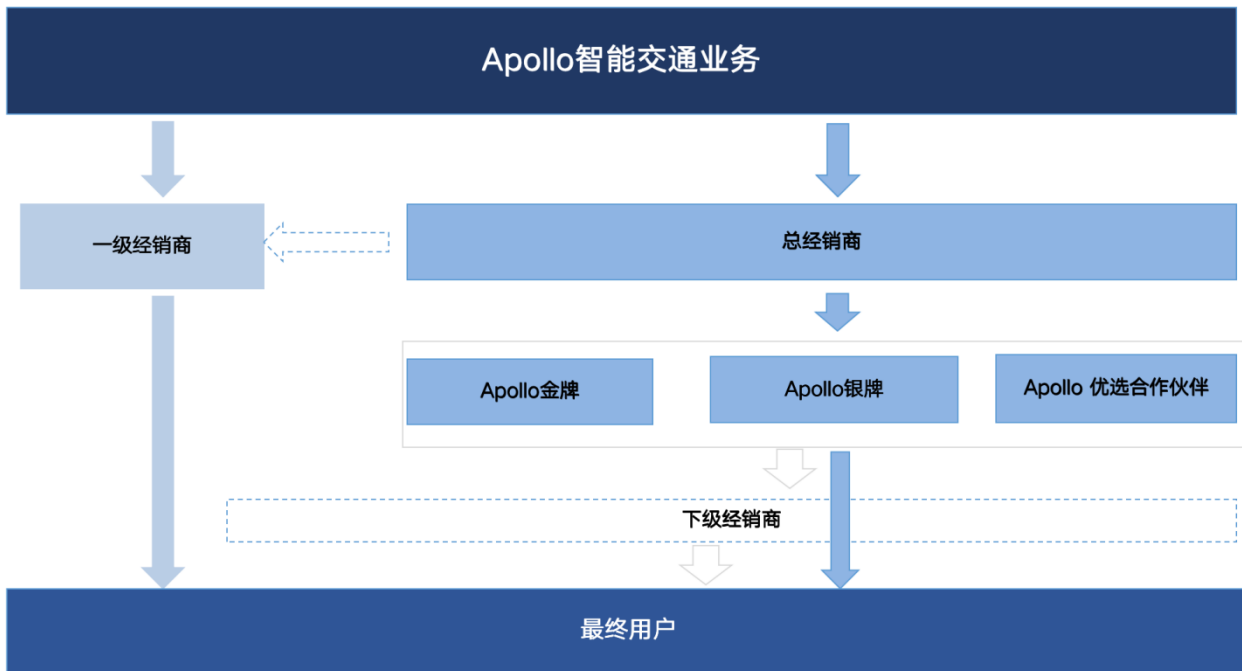 Apollo智能交通业务
一级经销商
总经销商
Apollo金牌
Apollo银牌
Apollo 优选合作伙伴
下级经销商
最终用户